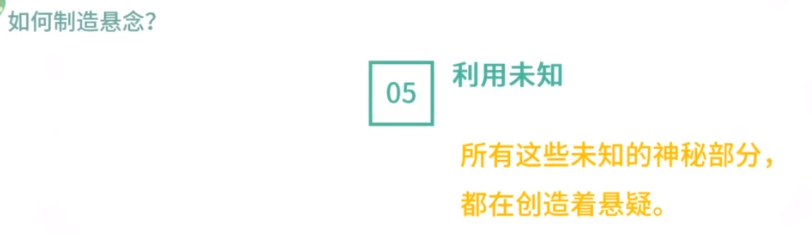 如何制造悬念？
05
利用未知
所有这些未知的神秘部分，
都在创造着悬疑。